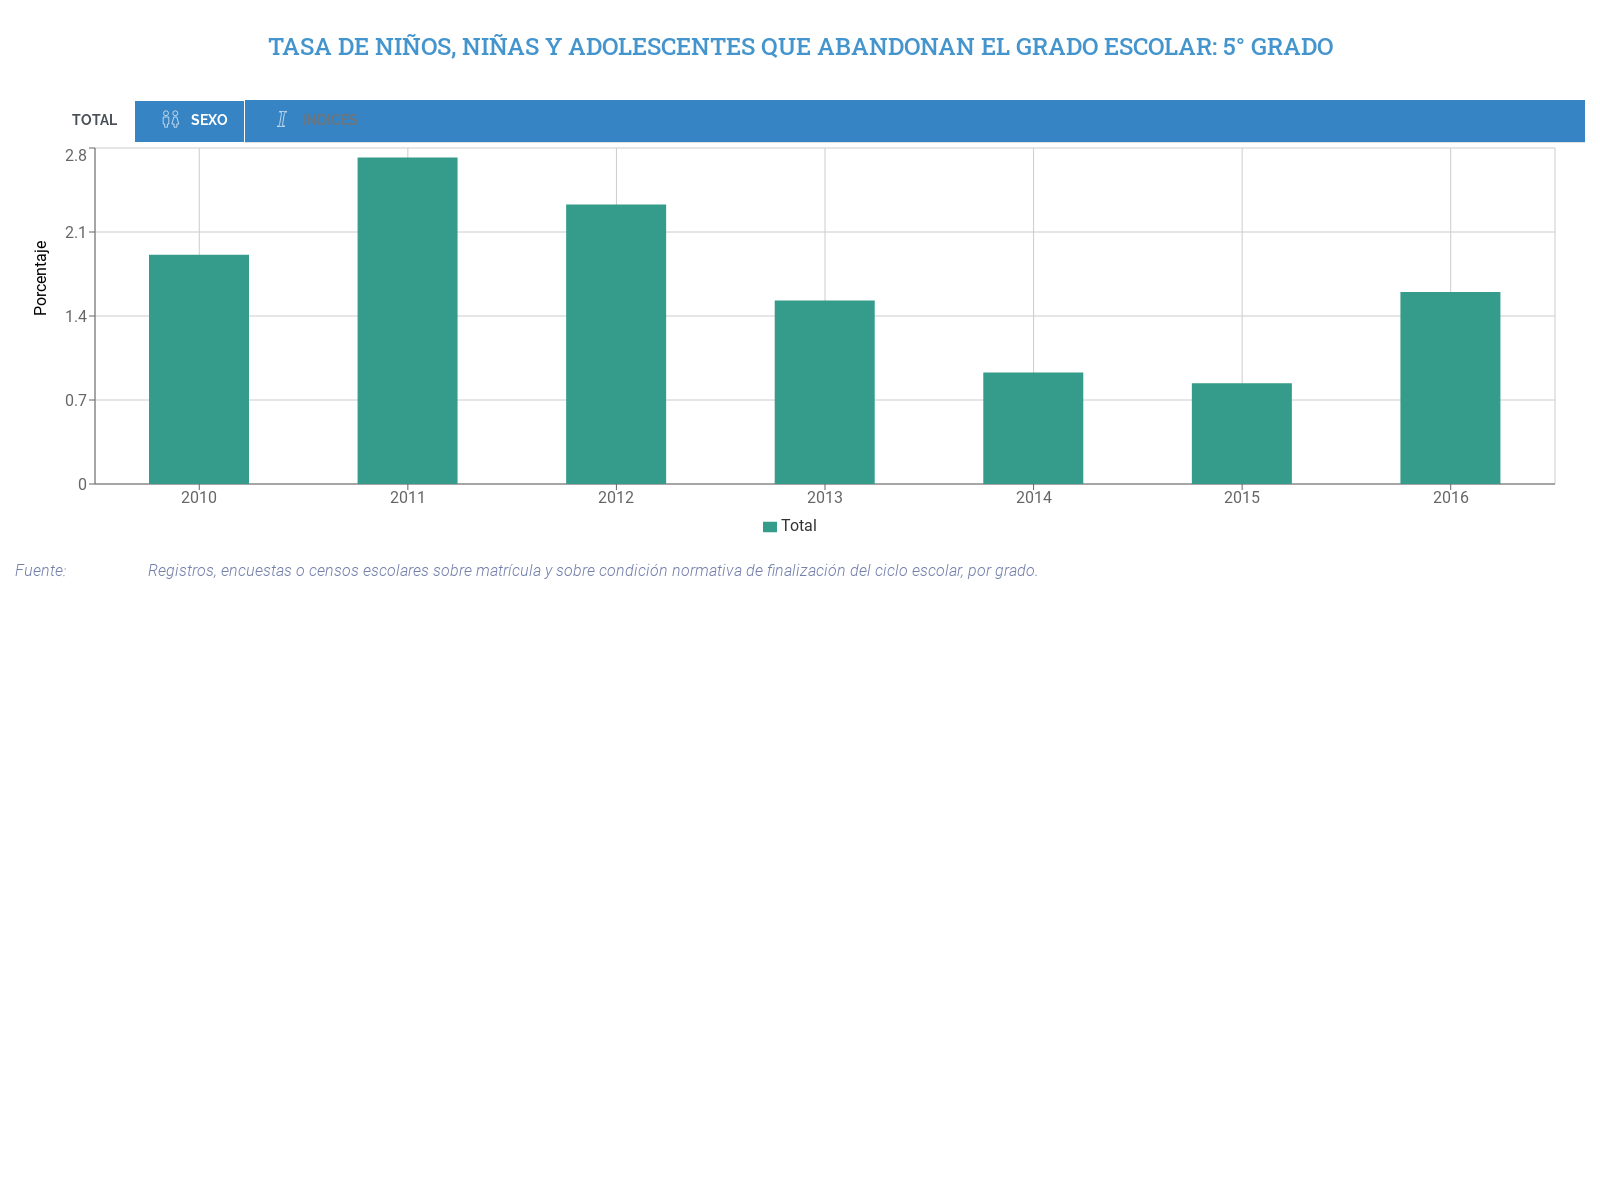 TASA DE NIÑOS, NIÑAS Y ADOLESCENTES QUE ABANDONAN EL GRADO ESCOLAR: 5° GRADO
TOTAL SEXO INDICES
2.8
2.1
1.4
0.7
0
Porcentaje
2010 2011 2012 2013 2014 2015 2016
Total
Fuente: Registros, encuestas o censos escolares sobre matrícula y sobre condición normativa de finalización del ciclo escolar, por grado.